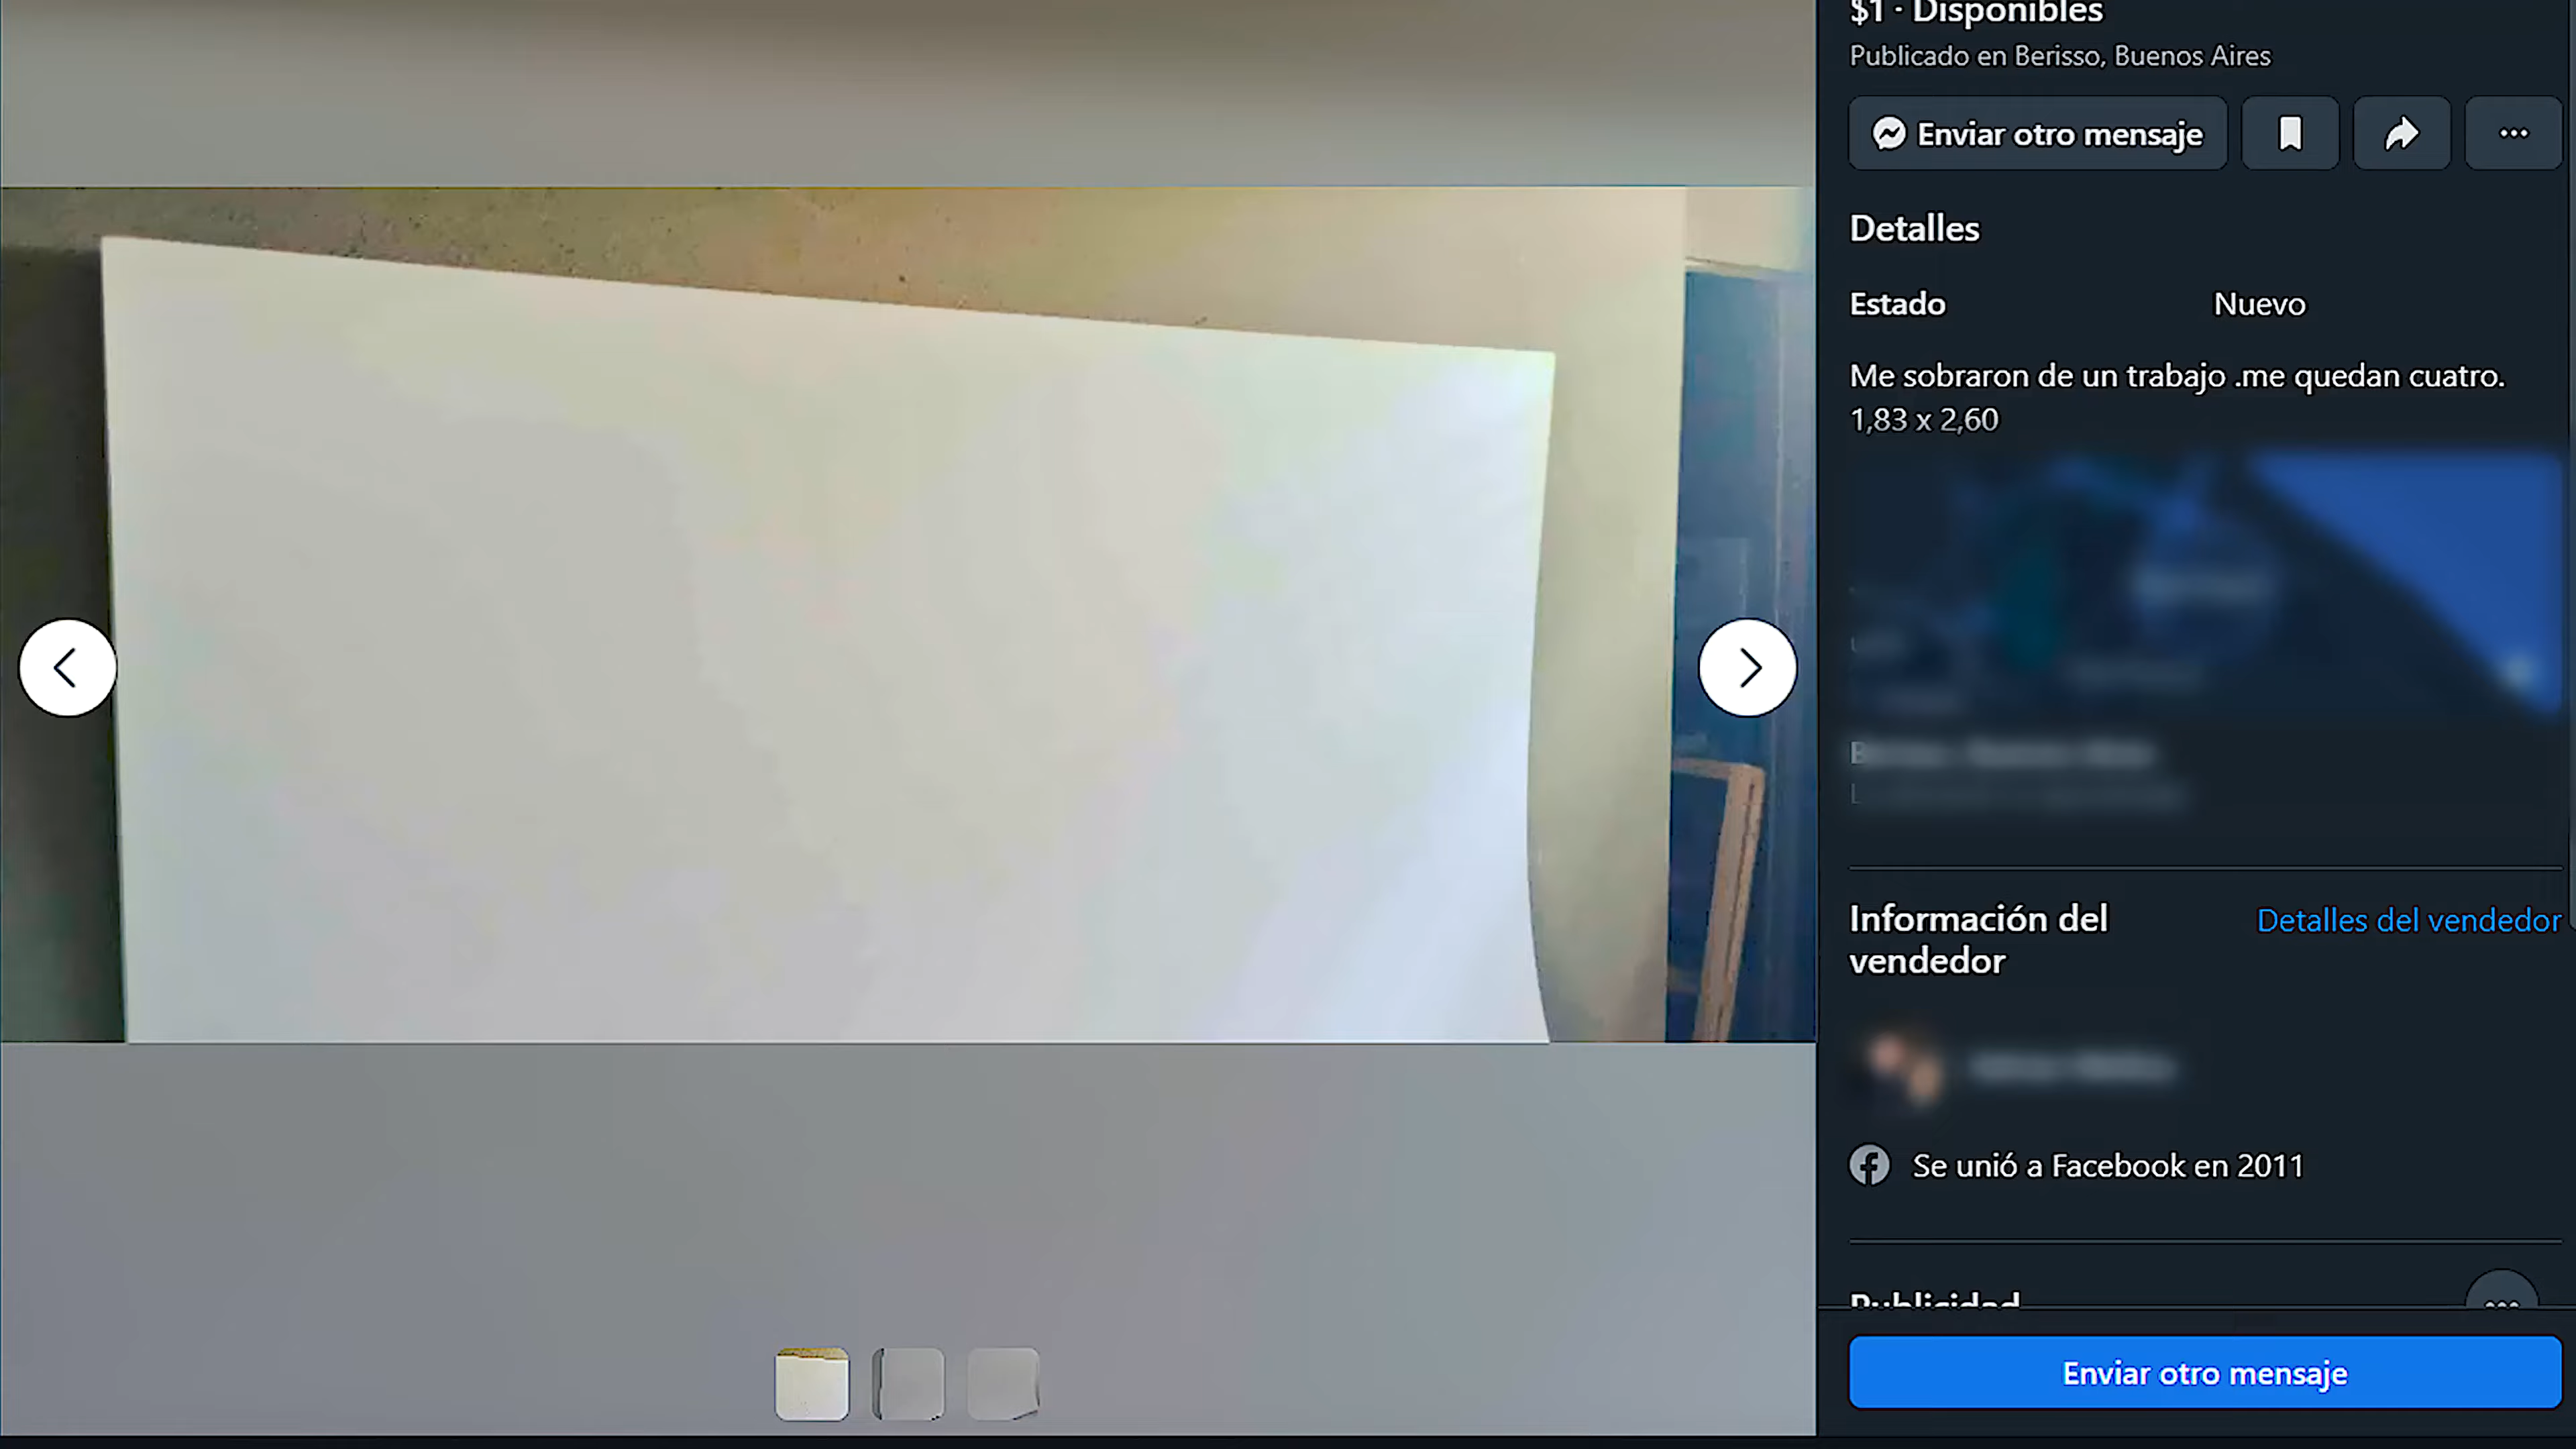 $1 · Disponibles
Publicado en Berisso, Buenos Aires
Enviar otro mensaje
Detalles
Estado Nuevo
Me sobraron de un trabajo .me quedan cuatro.
1,83 x 2,60
Información del vendedor
Detalles del vendedor
Se unió a Facebook en 2011
Publicidad
Enviar otro mensaje